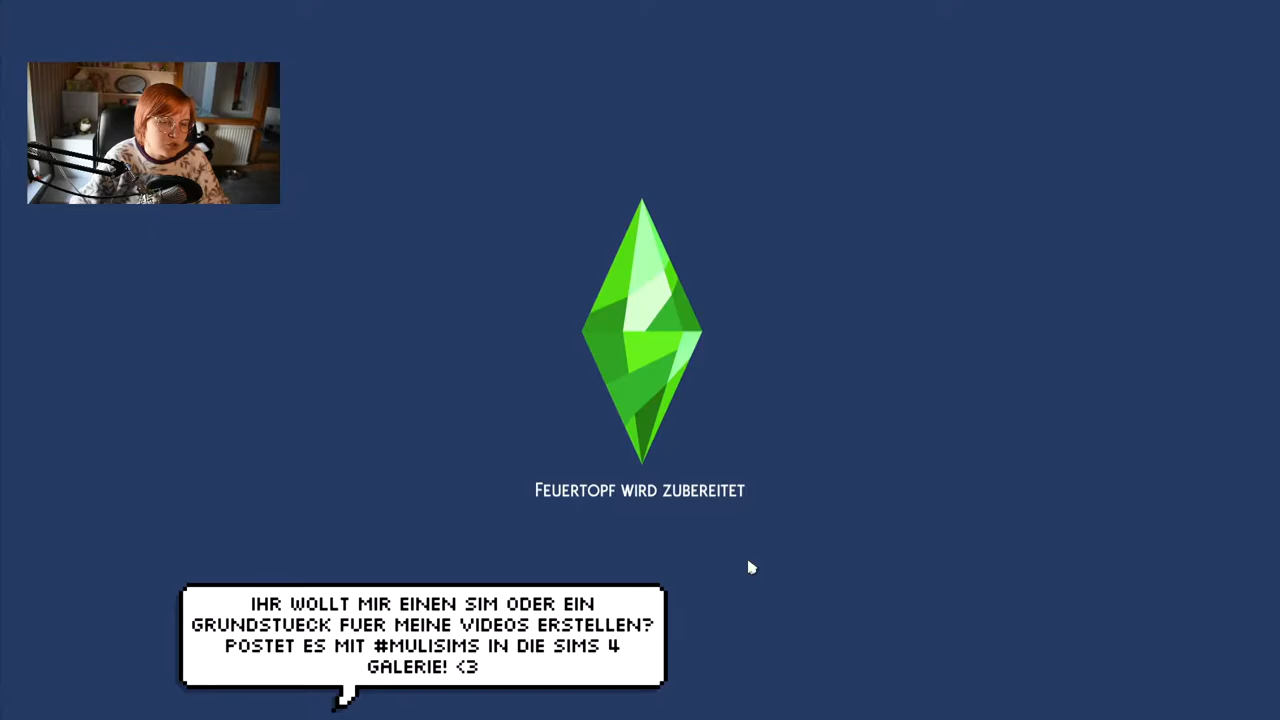 FEUERTOPF WIRD ZUBEREITET
IHR WOLLT MIR EINEN SIM ODER EIN
GRUNDSTUECK FUER MEINE VIDEOS ERSTELLEN?
POSTET ES MIT #MULISIMS IN DIE SIMS 4
GALERIE! <3